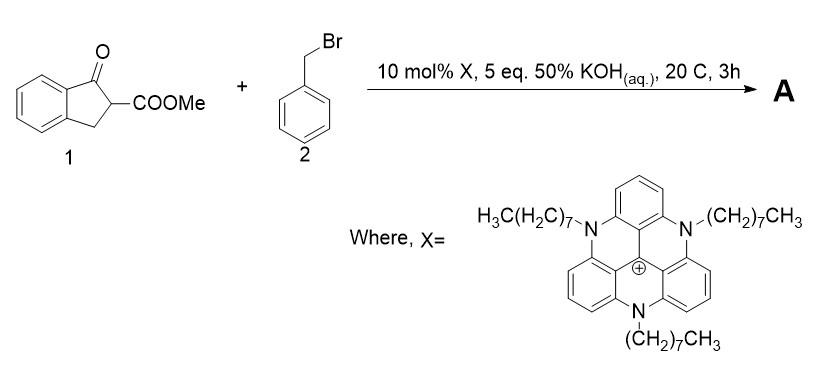 O
Br
10 mol% X, 5 eq. 50% KOH(aq.), 20 C, 3h
COOMe
+
A
1
2
H3C(H2C)7
N
N
(CH2)7CH3
Where, X=
+
N
(CH2)7CH3